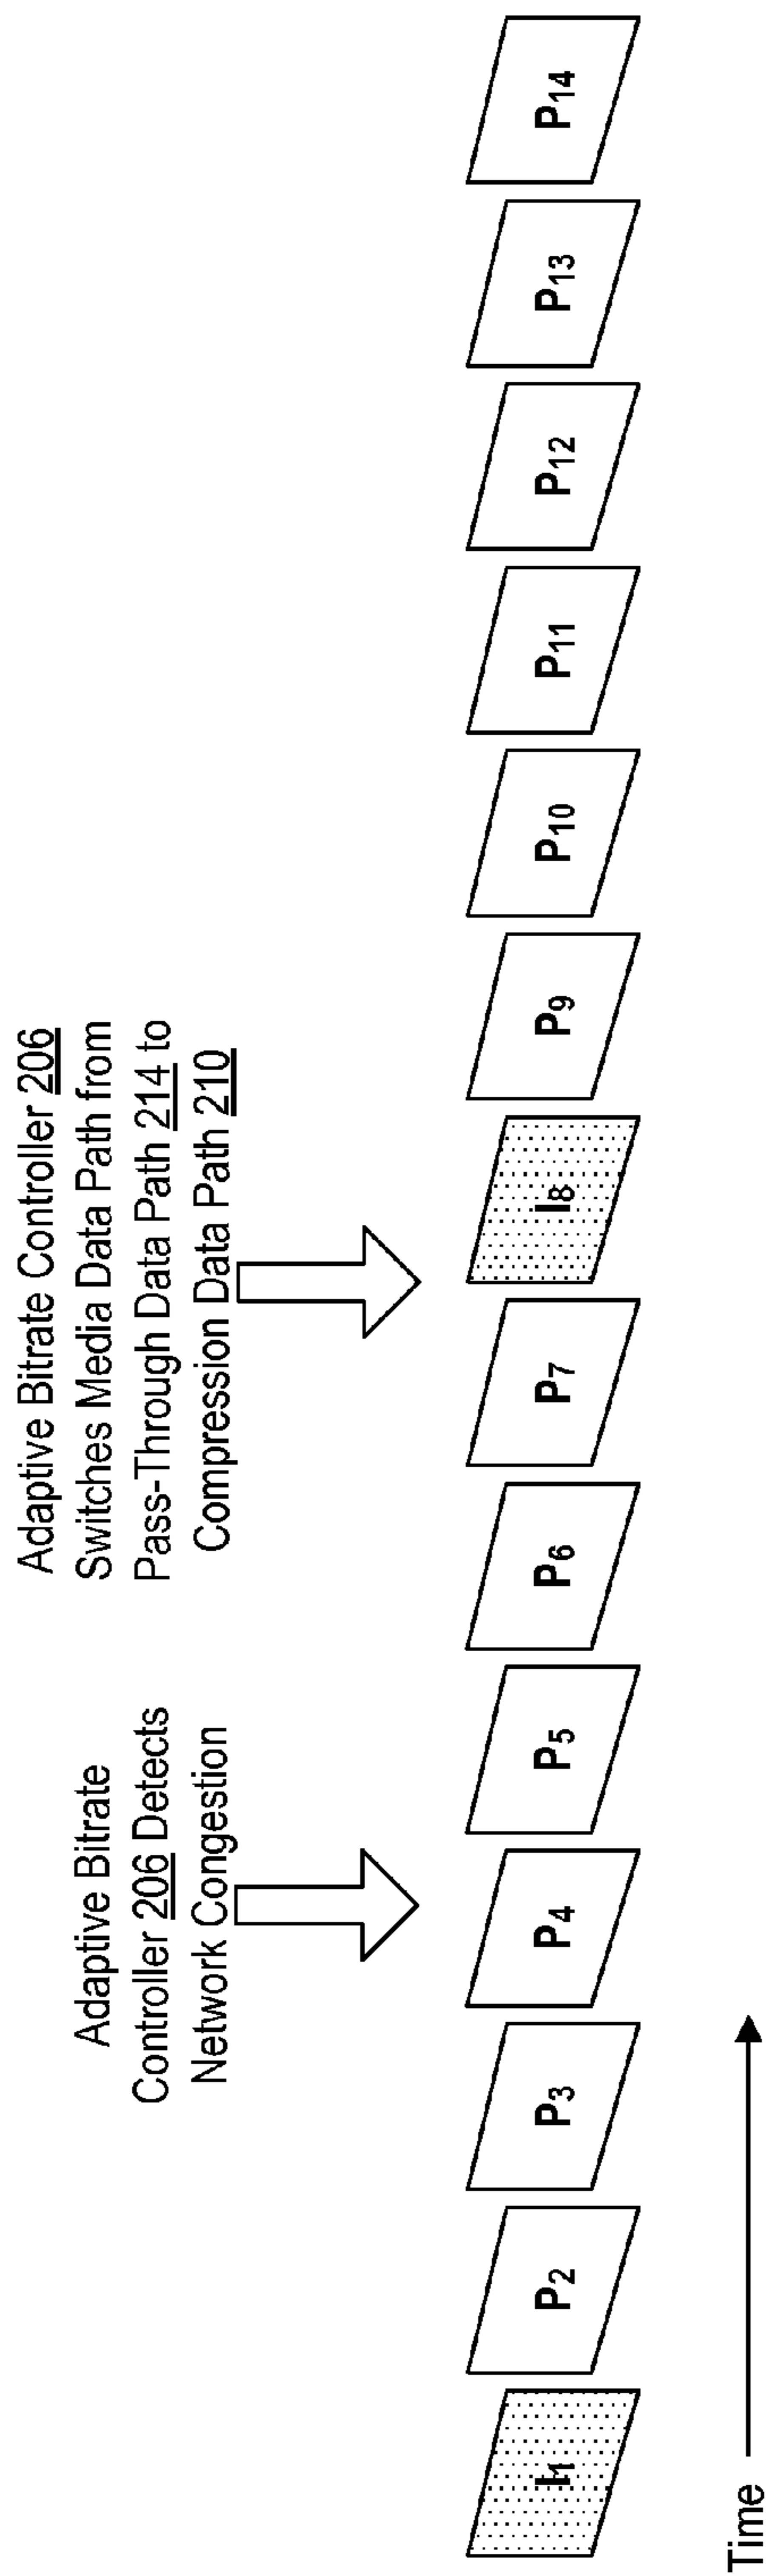 Adaptive Bitrate
Controller 206 Detects
Network Congestion
Adaptive Bitrate Controller 206
Switches Media Data Path from
Pass-Through Data Path 214 to
Compression Data Path 210
I1
P2
P3
P4
P5
P6
P7
I8
P9
P10
P11
P12
P13
P14
Time